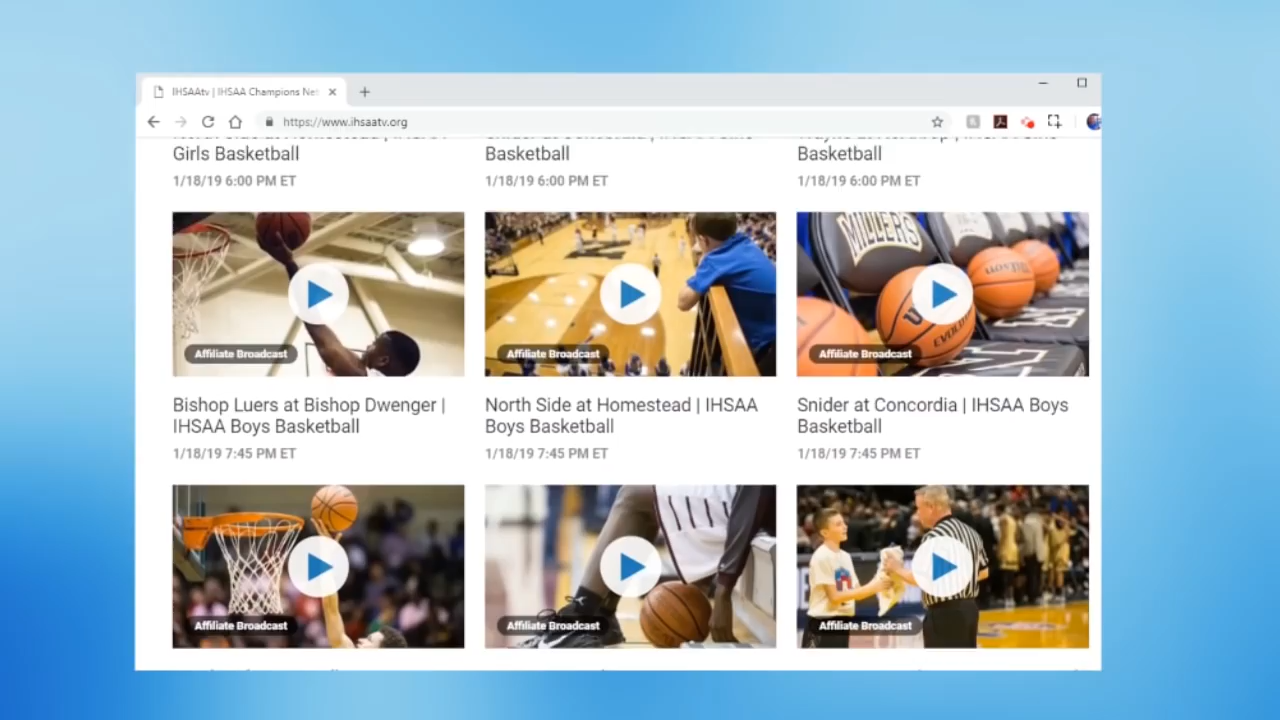 IHSAAtv | IHSAA Champions Net
https://www.ihsaatv.org
Girls Basketball
Basketball
Basketball
1/18/19 6:00 PM ET
1/18/19 6:00 PM ET
1/18/19 6:00 PM ET
MILLERS
Wilson
EVOLUTION
Affiliate Broadcast
Affiliate Broadcast
Affiliate Broadcast
Bishop Luers at Bishop Dwenger |
IHSAA Boys Basketball
1/18/19 7:45 PM ET
North Side at Homestead | IHSAA
Boys Basketball
1/18/19 7:45 PM ET
Snider at Concordia | IHSAA Boys
Basketball
1/18/19 7:45 PM ET
Affiliate Broadcast
Affiliate Broadcast
Affiliate Broadcast